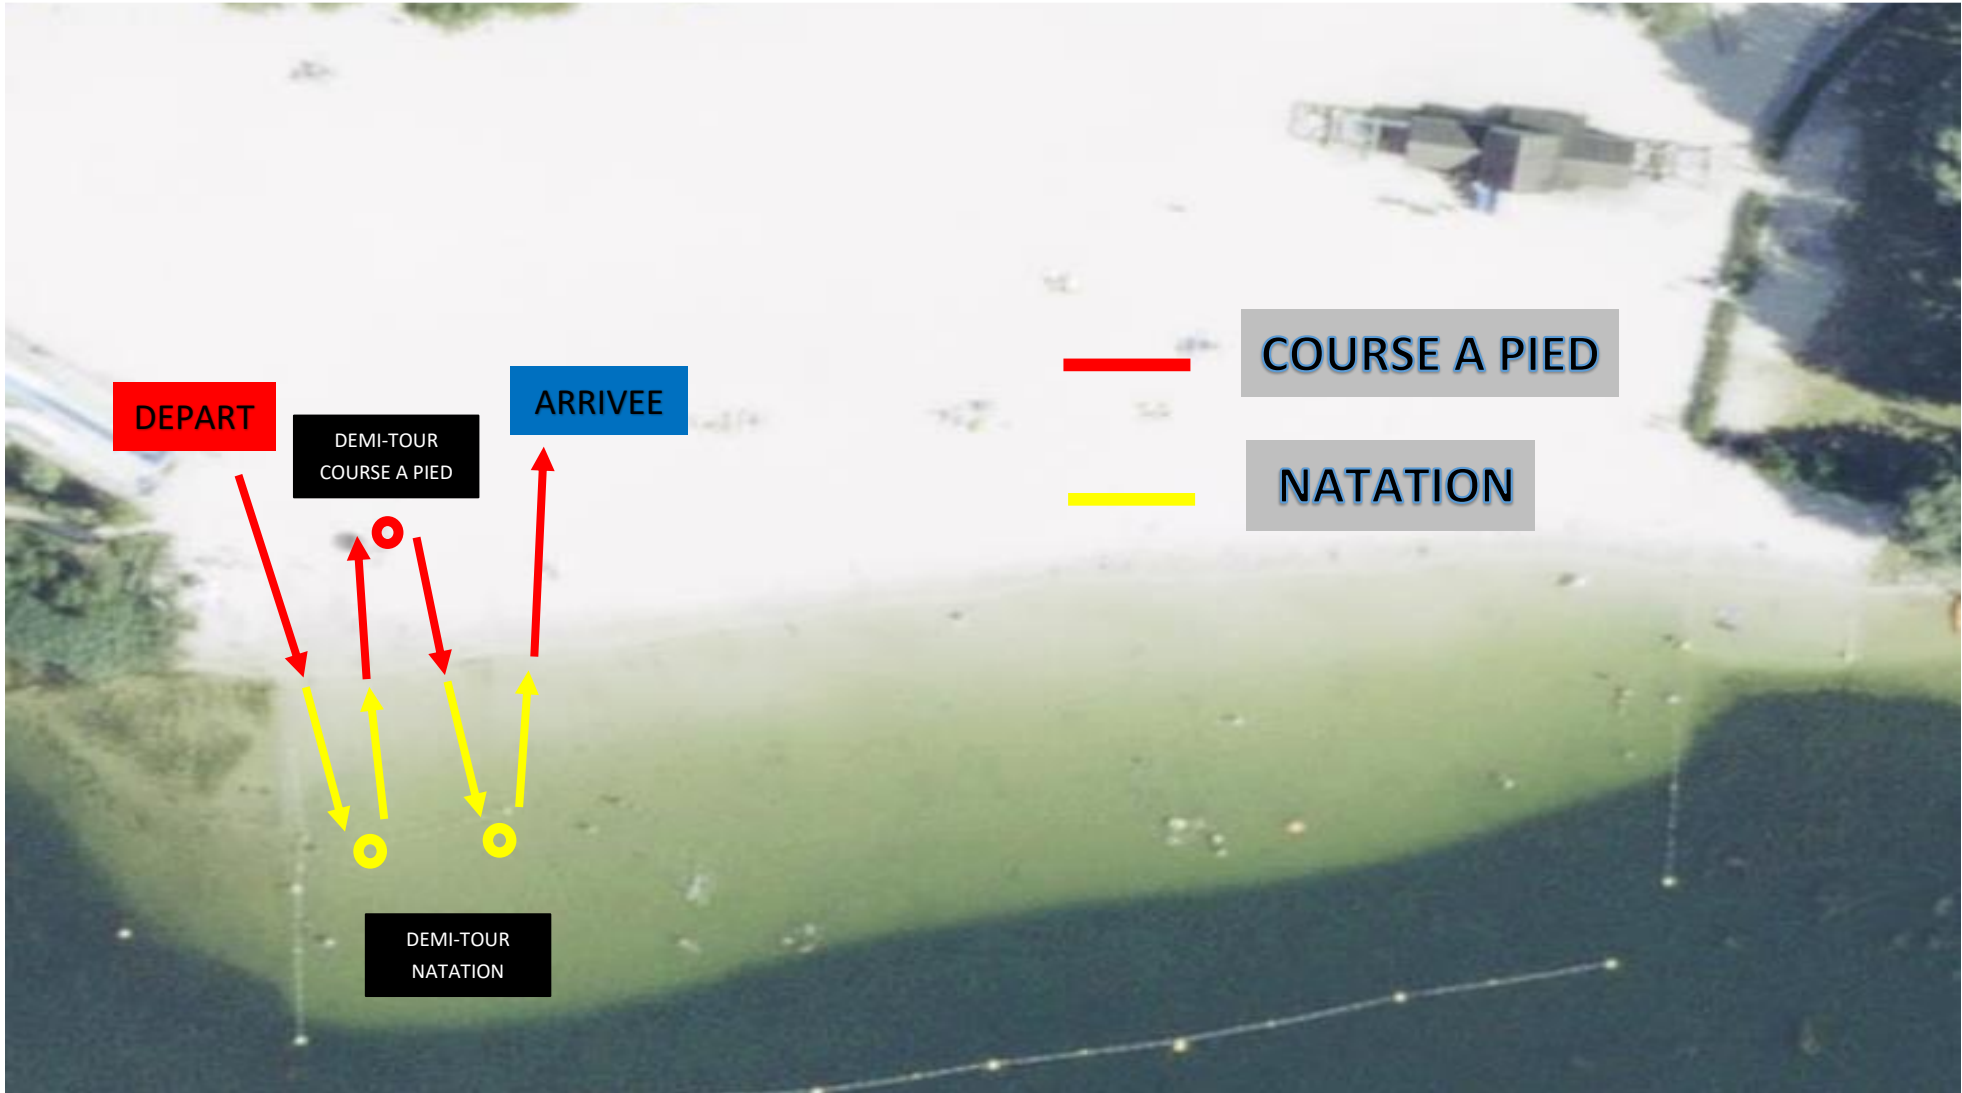 DEPART
DEMI-TOUR
COURSE A PIED
ARRIVEE
COURSE A PIED
NATATION
DEMI-TOUR
NATATION